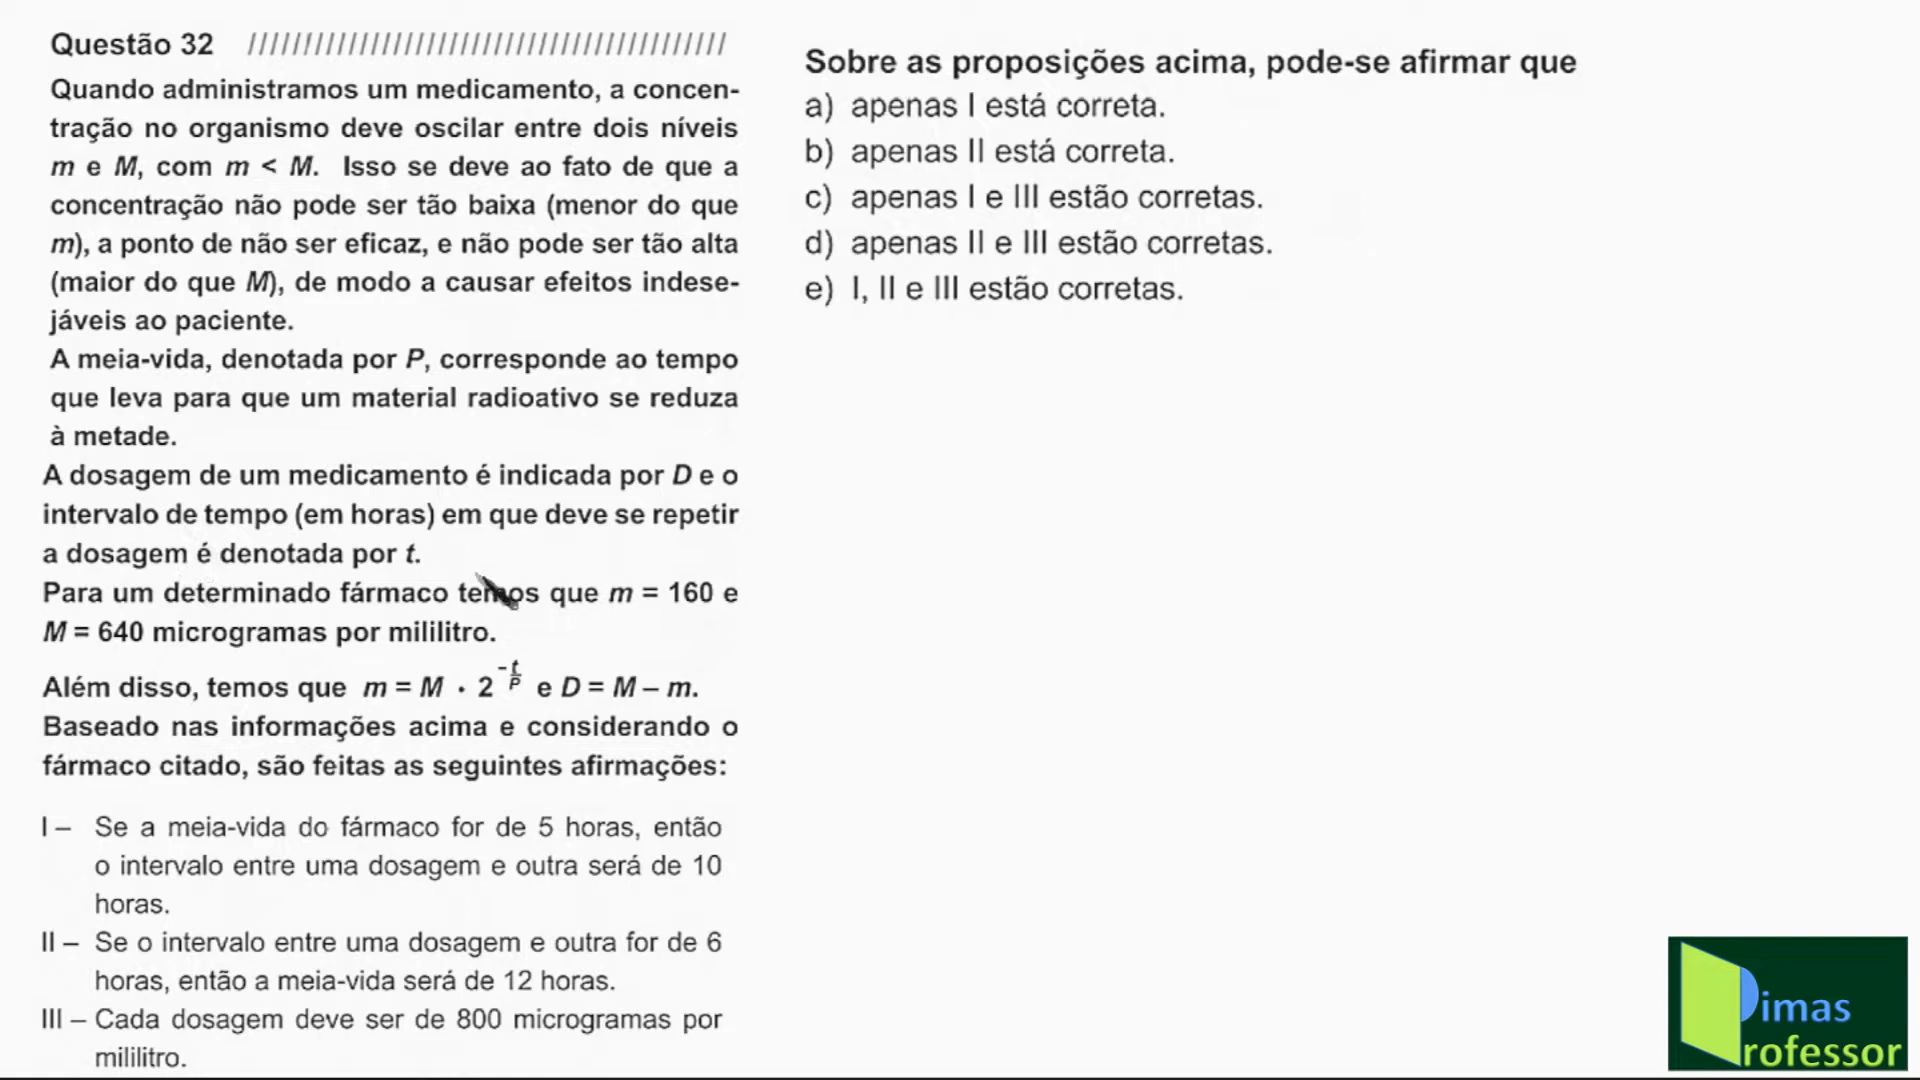 Questão 32 ///////////////////////////////////////////
Quando administramos um medicamento, a concen-
tração no organismo deve oscilar entre dois níveis
m e M, com m < M. Isso se deve ao fato de que a
concentração não pode ser tão baixa (menor do que
m), a ponto de não ser eficaz, e não pode ser tão alta
(maior do que M), de modo a causar efeitos indese-
jáveis ao paciente.
A meia-vida, denotada por P, corresponde ao tempo
que leva para que um material radioativo se reduza
à metade.
A dosagem de um medicamento é indicada por D e o
intervalo de tempo (em horas) em que deve se repetir
a dosagem é denotada por t.
Para um determinado fármaco temos que m = 160 e
M = 640 microgramas por mililitro.
Além disso, temos que m = M · 2^(-t/P) e D = M – m.
Baseado nas informações acima e considerando o
fármaco citado, são feitas as seguintes afirmações:
I – Se a meia-vida do fármaco for de 5 horas, então
o intervalo entre uma dosagem e outra será de 10
horas.
II – Se o intervalo entre uma dosagem e outra for de 6
horas, então a meia-vida será de 12 horas.
III – Cada dosagem deve ser de 800 microgramas por
mililitro.
Sobre as proposições acima, pode-se afirmar que
a) apenas I está correta.
b) apenas II está correta.
c) apenas I e III estão corretas.
d) apenas II e III estão corretas.
e) I, II e III estão corretas.
Dimas
Professor